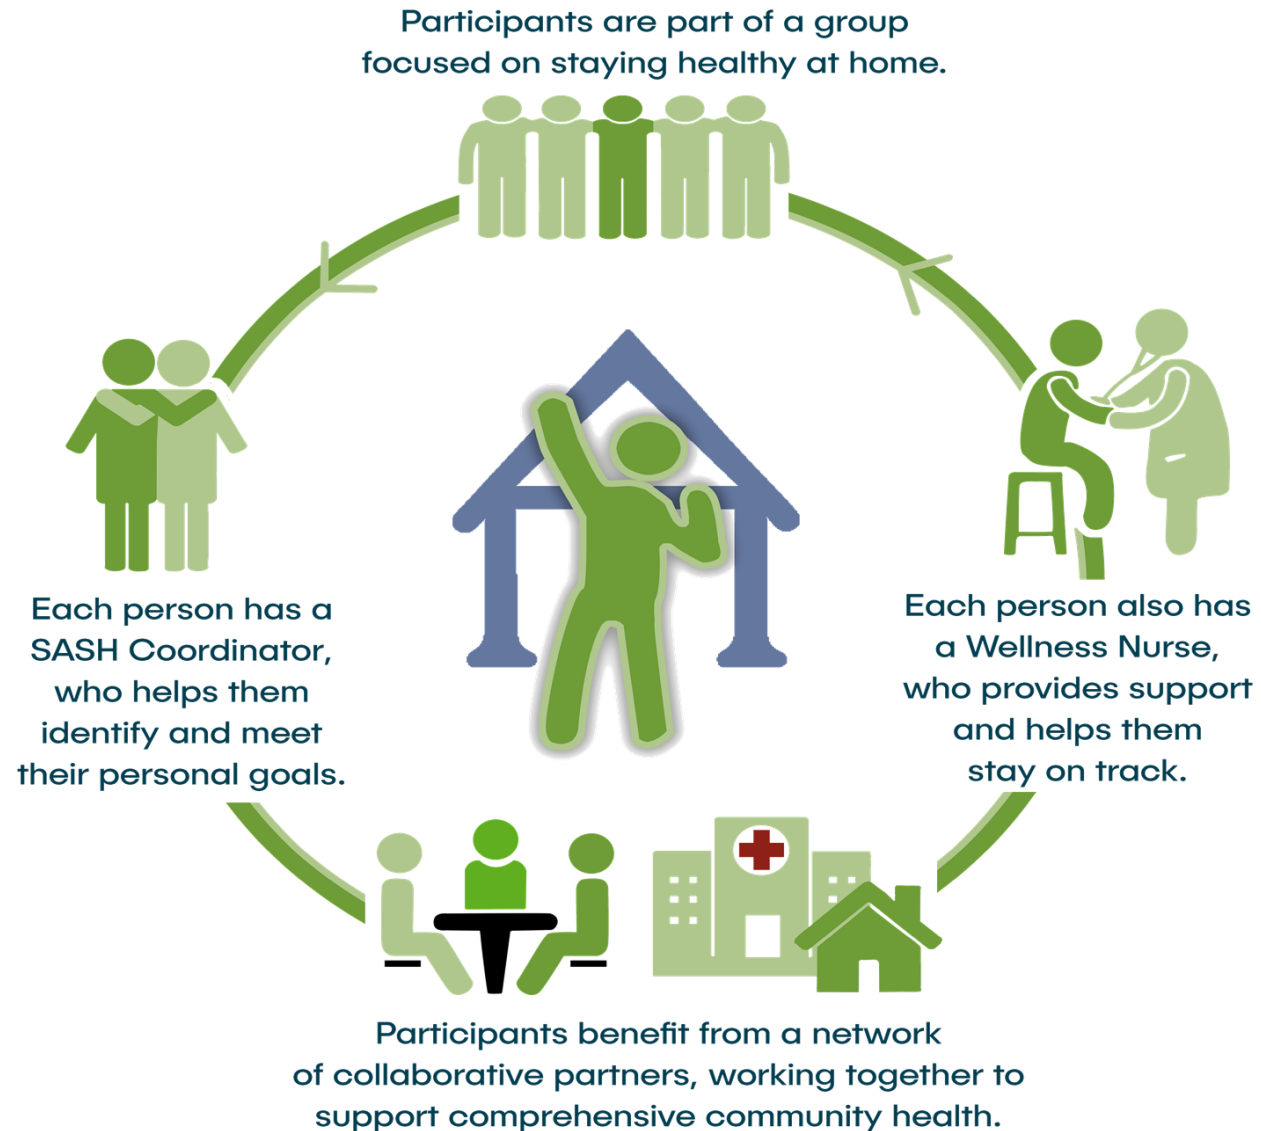 Participants are part of a group
focused on staying healthy at home.
Each person has a
SASH Coordinator,
who helps them
identify and meet
their personal goals.
Each person also has
a Wellness Nurse,
who provides support
and helps them
stay on track.
Participants benefit from a network
of collaborative partners, working together to
support comprehensive community health.